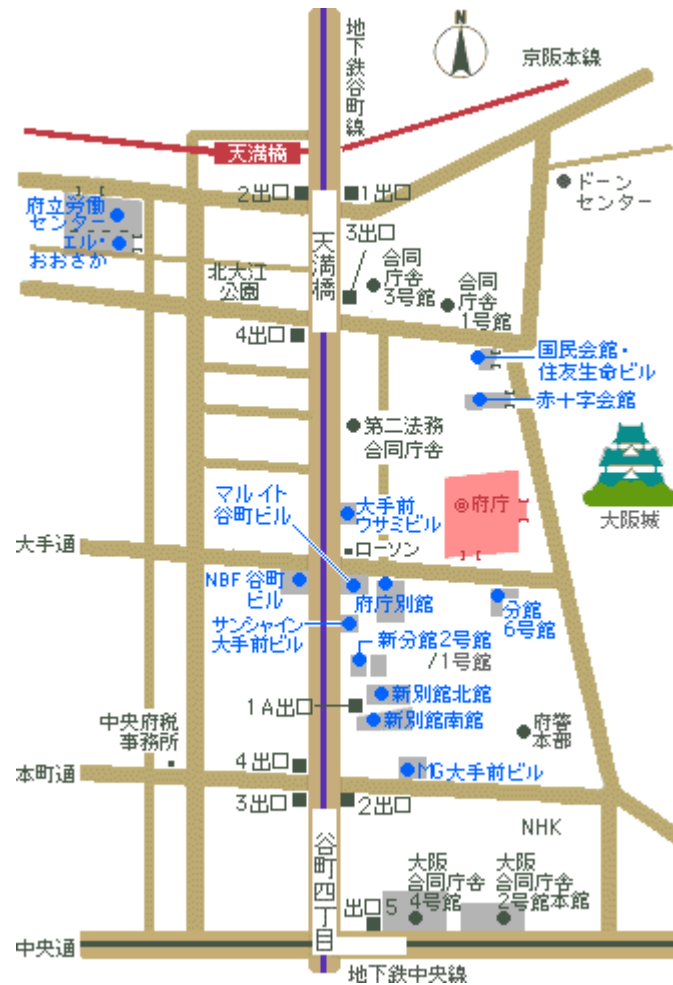 N
地下鉄谷町線
京阪本線
天満橋
2出口
1出口
ドーン
センター
府立労働
センター
エル・
おおさか
3出口
天満橋
北大江
公園
合同
庁舎
3号館
合同
庁舎
1号館
4出口
国民会館・
住友生命ビル
赤十字会館
第二法務
合同庁舎
マルイト
谷町ビル
大手前
ウサミビル
◎府庁
大阪城
大手通
ローソン
NBF谷町
ビル
府庁別館
分館
6号館
サンシャイン
大手前ビル
新分館2号館
/1号館
新別館北館
1A出口
新別館南館
中央府税
事務所
府警
本部
4出口
本町通
MG大手前ビル
3出口
2出口
NHK
谷町四丁目
大阪
合同庁舎
4号館
大阪
合同庁舎
2号館本館
出口5
中央通
地下鉄中央線